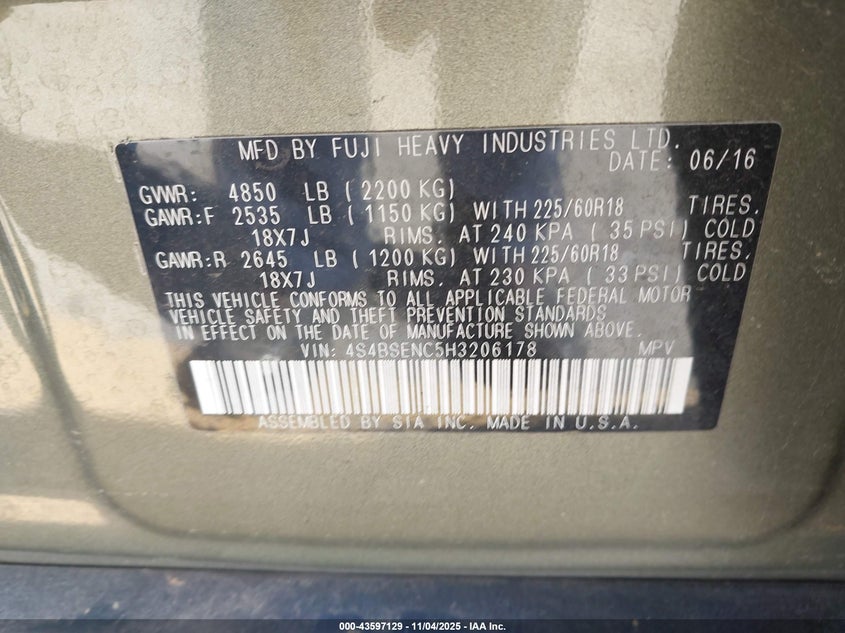 MFD BY FUJI HEAVY INDUSTRIES LTD.
DATE: 06/16
GVWR: 4850 LB ( 2200 KG)
GAWR:F 2535 LB ( 1150 KG) WITH 225/60R18 TIRES.
18X7J RIMS. AT 240 KPA ( 35 PSI) COLD
GAWR:R 2645 LB ( 1200 KG) WITH 225/60R18 TIRES.
18X7J RIMS. AT 230 KPA ( 33 PSI) COLD
THIS VEHICLE CONFORMS TO ALL APPLICABLE FEDERAL MOTOR
VEHICLE SAFETY AND THEFT PREVENTION STANDARDS
IN EFFECT ON THE DATE OF MANUFACTURE SHOWN ABOVE.
VIN: 4S4BSENC5H3206178 MPV
ASSEMBLED BY SIA INC. MADE IN U.S.A.
000-43597129 - 11/04/2025 - IAA Inc.